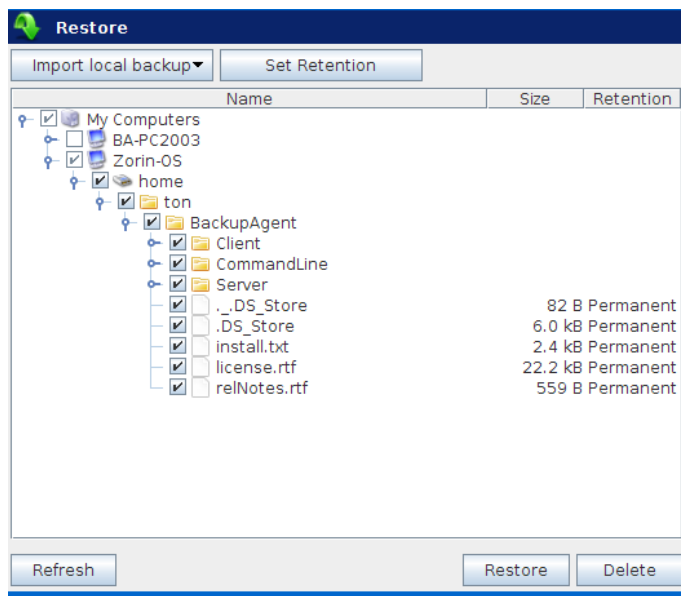 Restore
Import local backup Set Retention
Name Size Retention
My Computers
BA-PC2003
Zorin-OS
home
ton
BackupAgent
Client
CommandLine
Server
._.DS_Store 82 B Permanent
.DS_Store 6.0 kB Permanent
install.txt 2.4 kB Permanent
license.rtf 22.2 kB Permanent
relNotes.rtf 559 B Permanent
Refresh Restore Delete